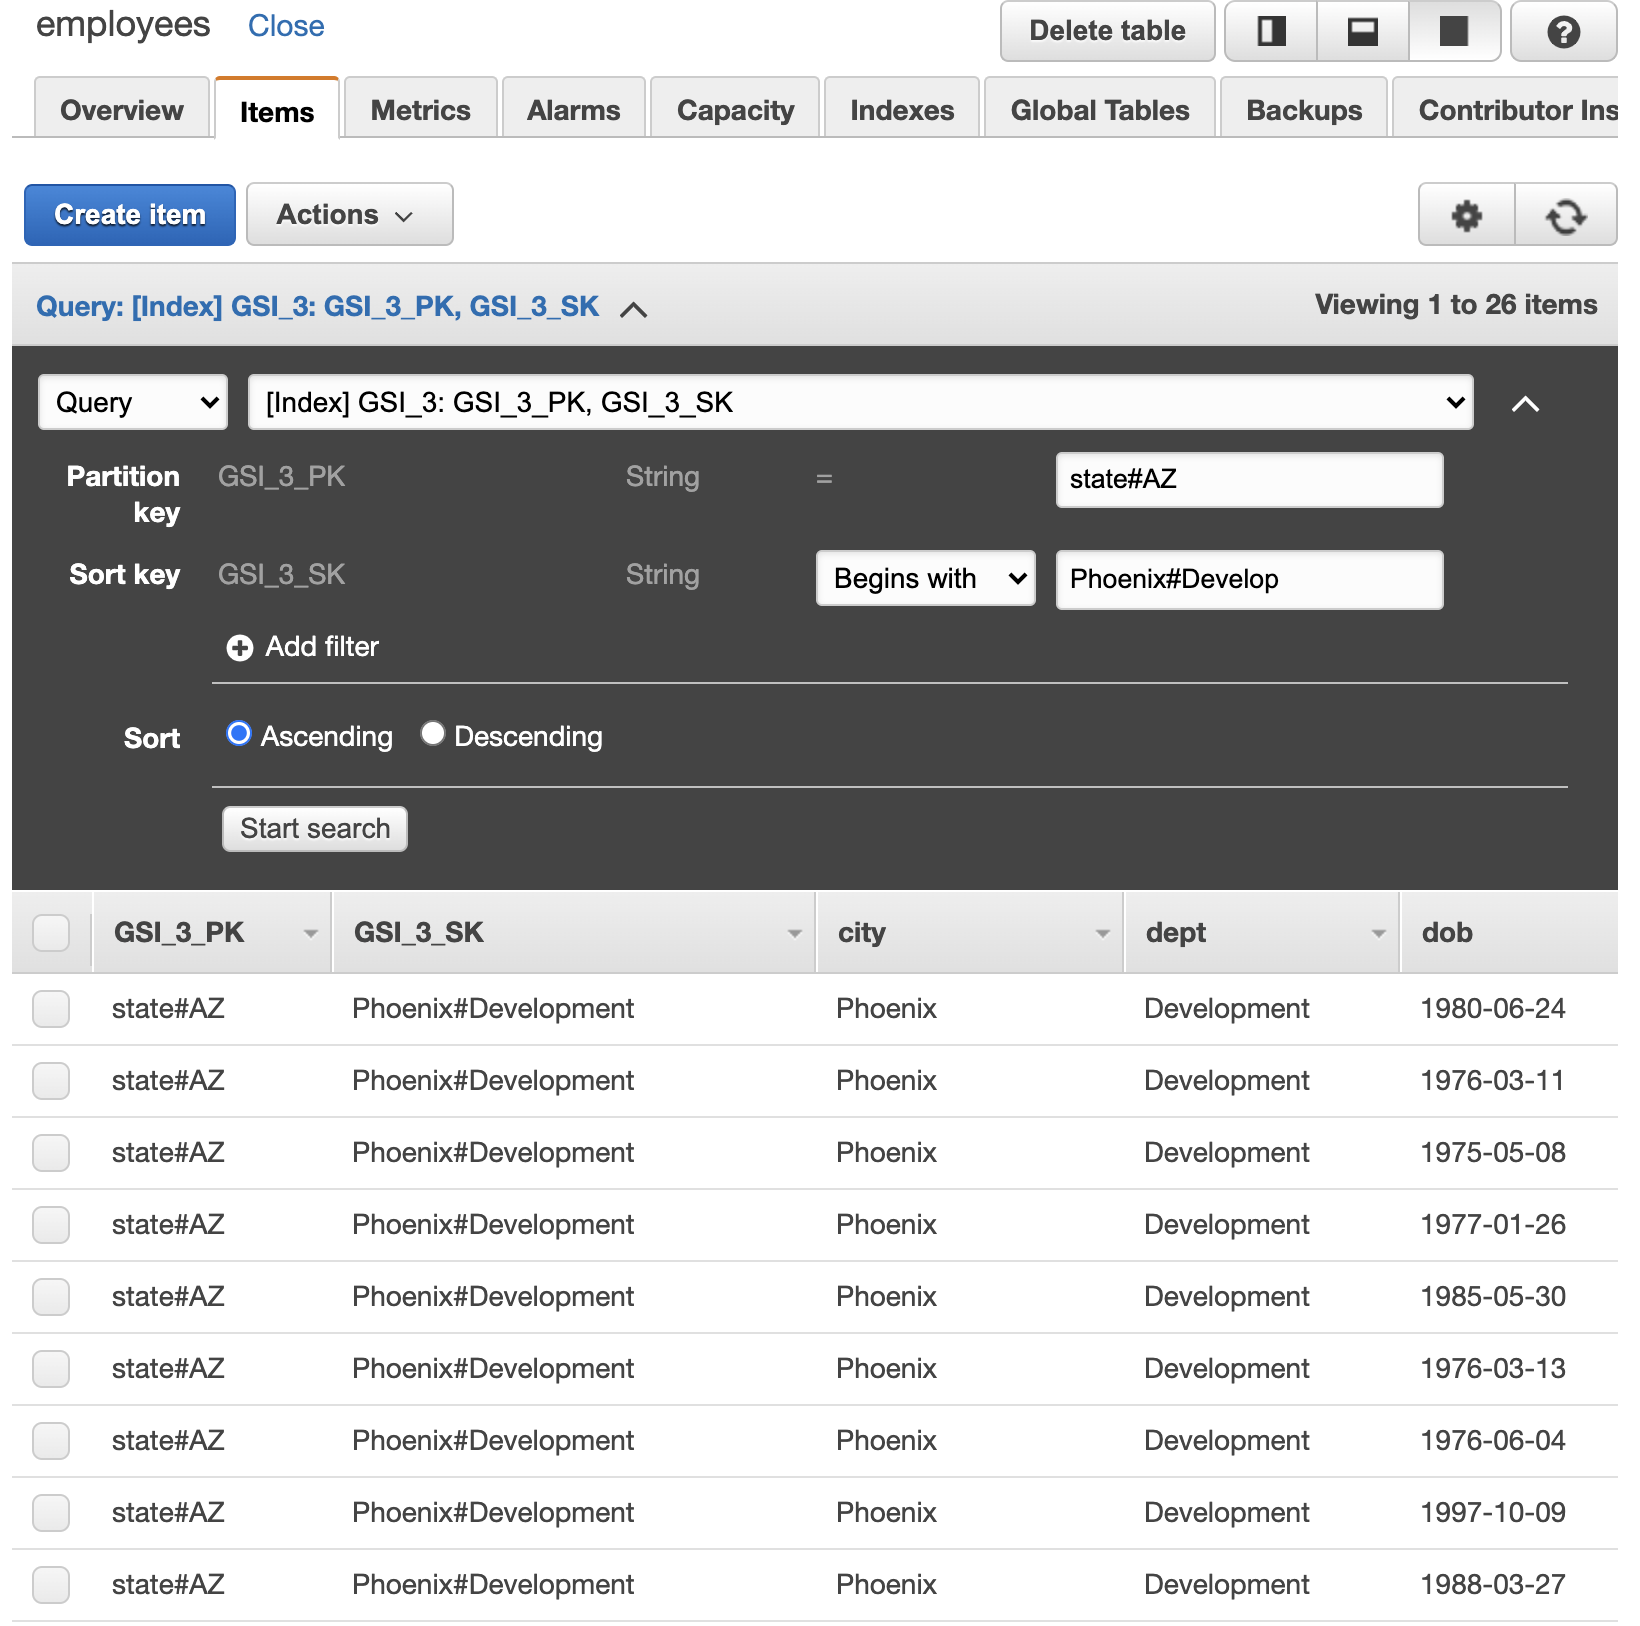 employees Close Delete table
Overview Items Metrics Alarms Capacity Indexes Global Tables Backups Contributor Ins
Create item Actions
Query: [Index] GSI_3: GSI_3_PK, GSI_3_SK Viewing 1 to 26 items
Query [Index] GSI_3: GSI_3_PK, GSI_3_SK
Partition key GSI_3_PK String = state#AZ
Sort key GSI_3_SK String Begins with Phoenix#Develop
Add filter
Sort Ascending Descending
Start search
GSI_3_PK GSI_3_SK city dept dob
state#AZ Phoenix#Development Phoenix Development 1980-06-24
state#AZ Phoenix#Development Phoenix Development 1976-03-11
state#AZ Phoenix#Development Phoenix Development 1975-05-08
state#AZ Phoenix#Development Phoenix Development 1977-01-26
state#AZ Phoenix#Development Phoenix Development 1985-05-30
state#AZ Phoenix#Development Phoenix Development 1976-03-13
state#AZ Phoenix#Development Phoenix Development 1976-06-04
state#AZ Phoenix#Development Phoenix Development 1997-10-09
state#AZ Phoenix#Development Phoenix Development 1988-03-27